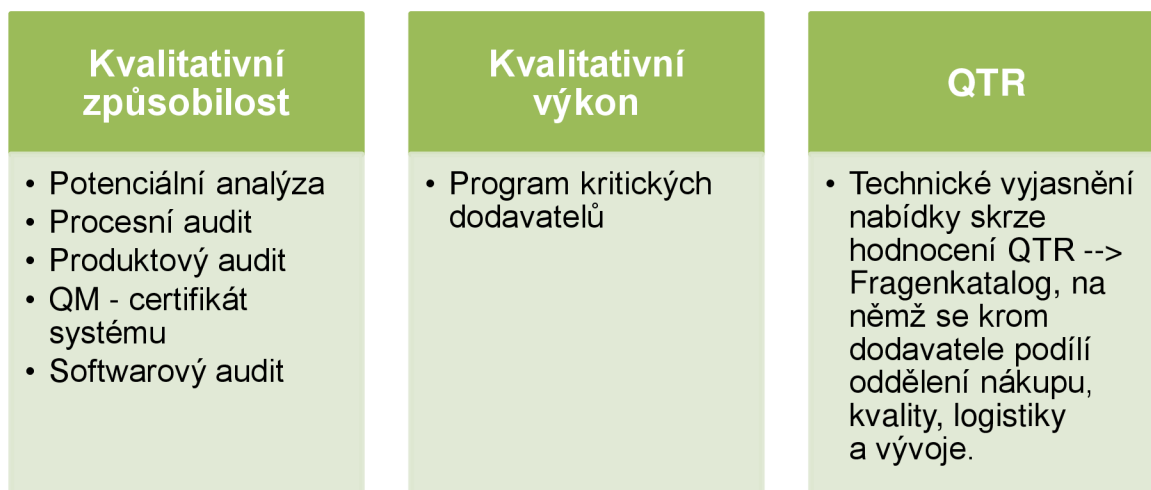 Kvalitativní
způsobilost
• Potenciální analýza
• Procesní audit
• Produktový audit
• QM - certifikát
systému
• Softwarový audit
Kvalitativní
výkon
• Program kritických
dodavatelů
QTR
• Technické vyjasnění
nabídky skrze
hodnocení QTR -->
Fragenkatalog, na
němž se krom
dodavatele podílí
oddělení nákupu,
kvality, logistiky
a vývoje.